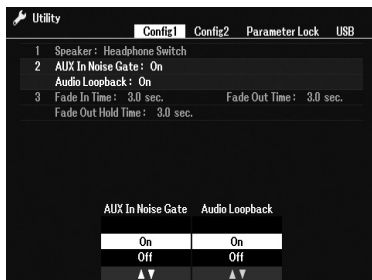 Utility
Config1 Config2 Parameter Lock USB
1 Speaker: Headphone Switch
2 AUX In Noise Gate: On
Audio Loopback: On
3 Fade In Time: 3.0 sec. Fade Out Time: 3.0 sec.
Fade Out Hold Time: 3.0 sec.
AUX In Noise Gate Audio Loopback
On On
Off Off